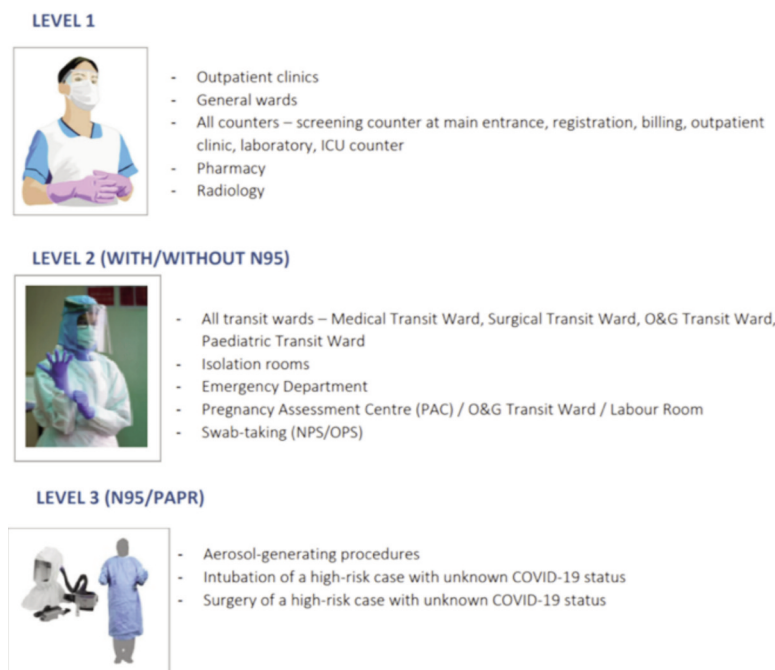 LEVEL 1
- Outpatient clinics
- General wards
- All counters – screening counter at main entrance, registration, billing, outpatient
clinic, laboratory, ICU counter
- Pharmacy
- Radiology
LEVEL 2 (WITH/WITHOUT N95)
- All transit wards – Medical Transit Ward, Surgical Transit Ward, O&G Transit Ward,
Paediatric Transit Ward
- Isolation rooms
- Emergency Department
- Pregnancy Assessment Centre (PAC) / O&G Transit Ward / Labour Room
- Swab-taking (NPS/OPS)
LEVEL 3 (N95/PAPR)
- Aerosol-generating procedures
- Intubation of a high-risk case with unknown COVID-19 status
- Surgery of a high-risk case with unknown COVID-19 status